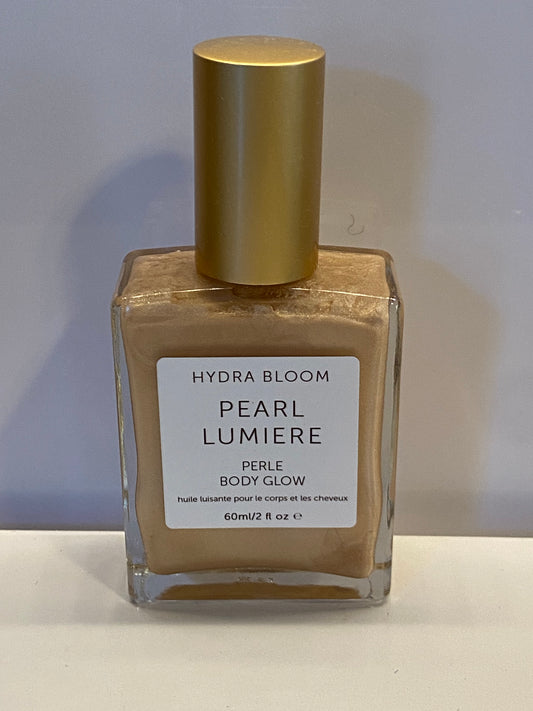 HYDRA BLOOM
PEARL
LUMIERE
PERLE
BODY GLOW
huile luisante pour le corps et les cheveux
60ml/2 fl oz ℮